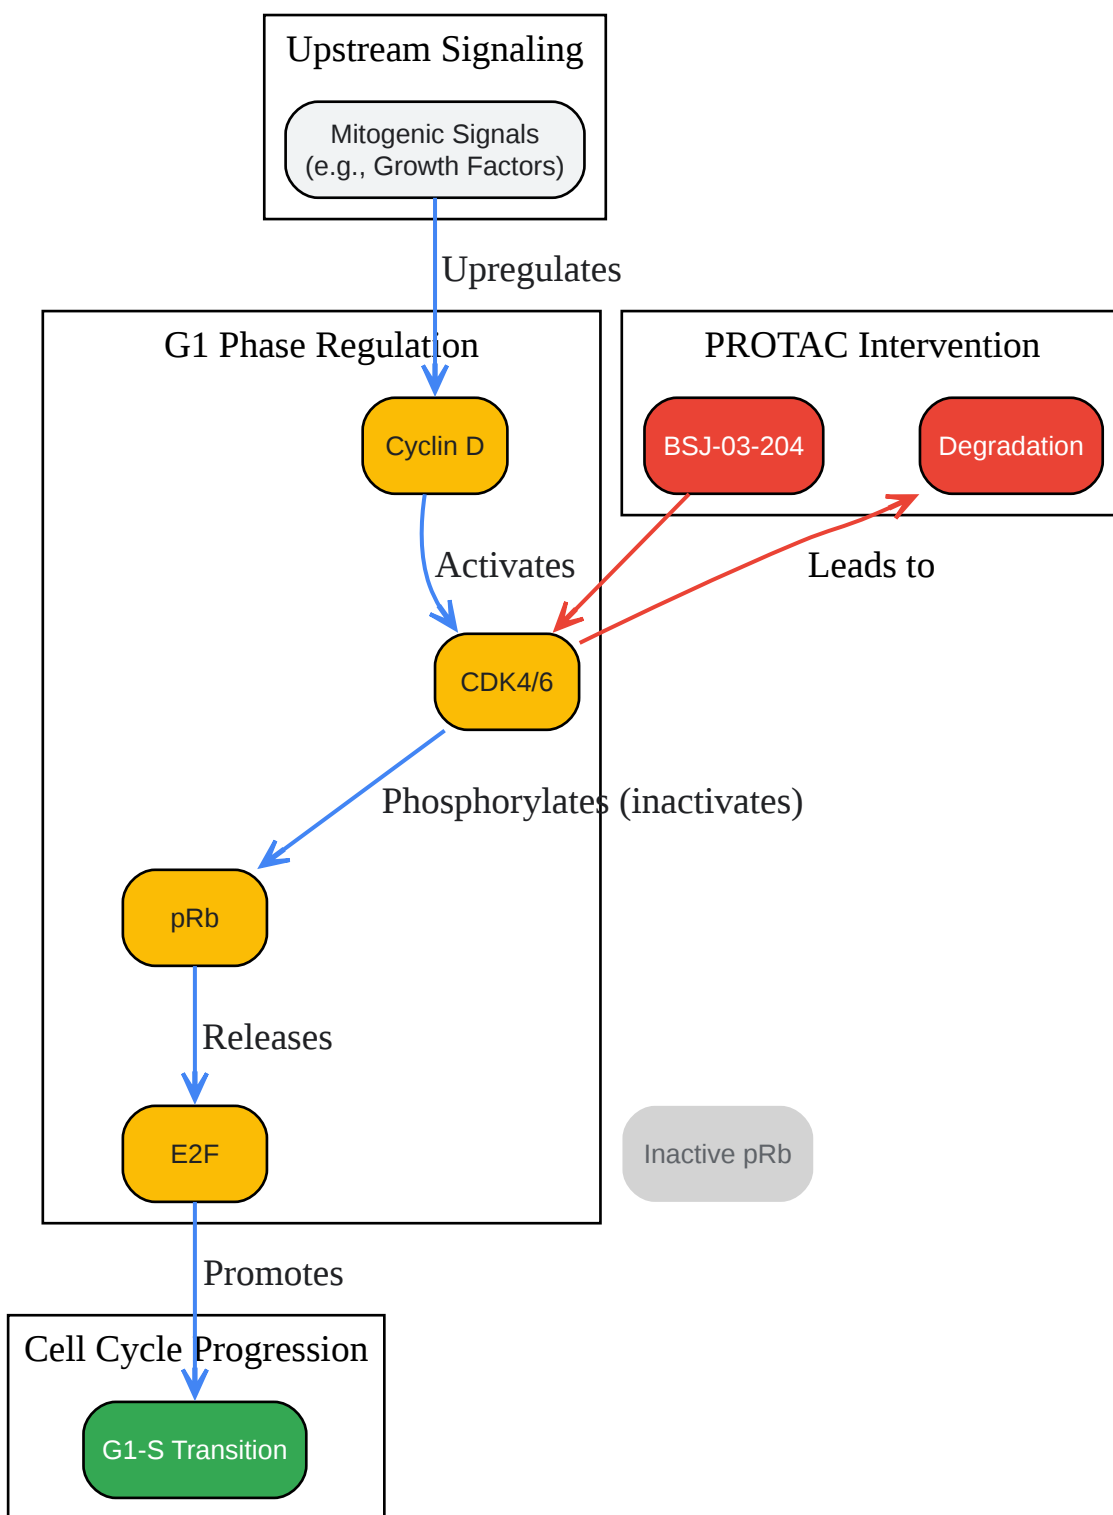 Upstream Signaling
Mitogenic Signals
(e.g., Growth Factors)
Upregulates
G1 Phase Regulation
PROTAC Intervention
Cyclin D
BSJ-03-204
Degradation
Activates
Leads to
CDK4/6
Phosphorylates (inactivates)
pRb
Releases
E2F
Inactive pRb
Promotes
Cell Cycle Progression
G1-S Transition